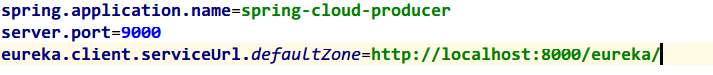 spring.application.name=spring-cloud-producer
server.port=9000
eureka.client.serviceUrl.defaultZone=http://localhost:8000/eureka/